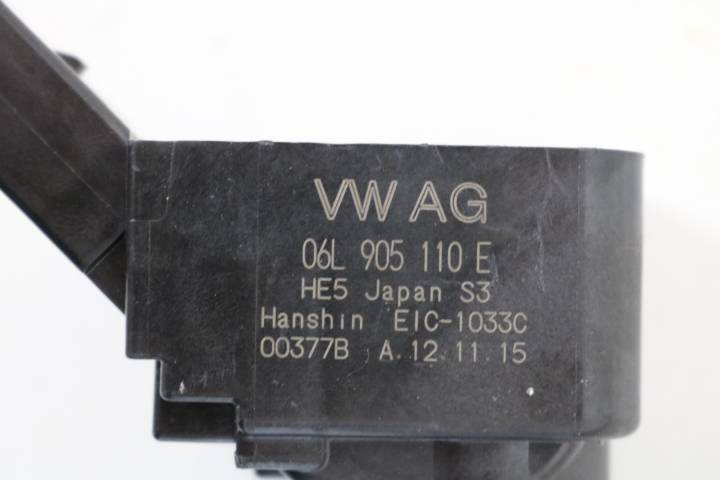 VW AG
06L 905 110 E
HE5 Japan S3
Hanshin EIC-1033C
00377B A.12.11.15